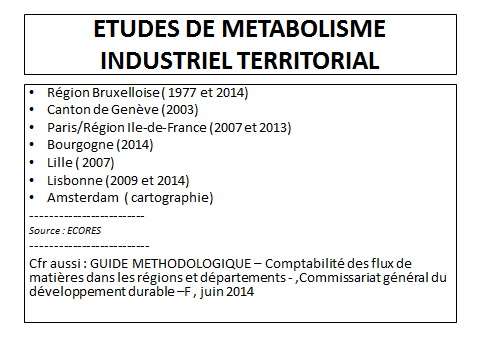 ETUDES DE METABOLISME
INDUSTRIEL TERRITORIAL
• Région Bruxelloise ( 1977 et 2014)
• Canton de Genève (2003)
• Paris/Région Ile-de-France (2007 et 2013)
• Bourgogne (2014)
• Lille ( 2007)
• Lisbonne (2009 et 2014)
• Amsterdam ( cartographie)
------------------------
Source : ECORES
-------------------------
Cfr aussi : GUIDE METHODOLOGIQUE – Comptabilité des flux de
matières dans les régions et départements - ,Commissariat général du
développement durable –F , juin 2014